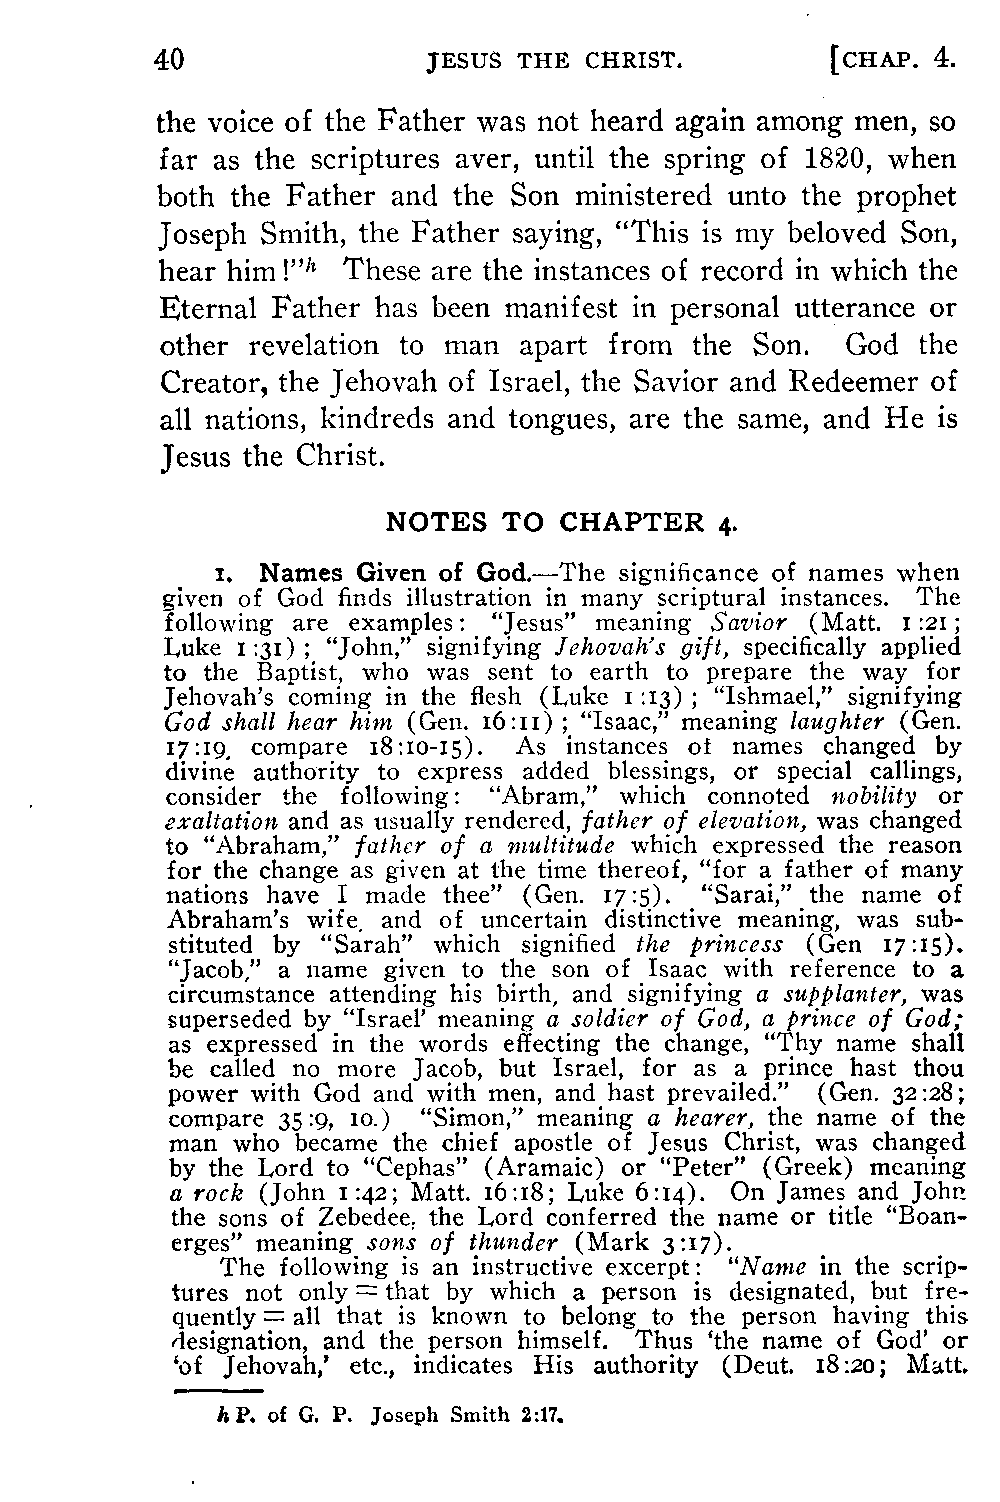 40 JESUS THE CHRIST. [CHAP. 4.
the voice of the Father was not heard again among men, so
far as the scriptures aver, until the spring of 1820, when
both the Father and the Son ministered unto the prophet
Joseph Smith, the Father saying, “This is my beloved Son,
hear him!”h These are the instances of record in which the
Eternal Father has been manifest in personal utterance or
other revelation to man apart from the Son. God the
Creator, the Jehovah of Israel, the Savior and Redeemer of
all nations, kindreds and tongues, are the same, and He is
Jesus the Christ.
NOTES TO CHAPTER 4.
1. Names Given of God.—The significance of names when
given of God finds illustration in many scriptural instances. The
following are examples: “Jesus” meaning Savior (Matt. 1:21;
Luke 1:31); “John,” signifying Jehovah’s gift, specifically applied
to the Baptist, who was sent to earth to prepare the way for
Jehovah’s coming in the flesh (Luke 1:13); “Ishmael,” signifying
God shall hear him (Gen. 16:11); “Isaac,” meaning laughter (Gen.
17:19, compare 18:10-15). As instances of names changed by
divine authority to express added blessings, or special callings,
consider the following: “Abram,” which connoted nobility or
exaltation and as usually rendered, father of elevation, was changed
to “Abraham,” father of a multitude which expressed the reason
for the change as given at the time thereof, “for a father of many
nations have I made thee” (Gen. 17:5). “Sarai,” the name of
Abraham’s wife, and of uncertain distinctive meaning, was sub-
stituted by “Sarah” which signified the princess (Gen 17:15).
“Jacob,” a name given to the son of Isaac with reference to a
circumstance attending his birth, and signifying a supplanter, was
superseded by “Israel’ meaning a soldier of God, a prince of God;
as expressed in the words effecting the change, “Thy name shall
be called no more Jacob, but Israel, for as a prince hast thou
power with God and with men, and hast prevailed.” (Gen. 32:28;
compare 35:9, 10.) “Simon,” meaning a hearer, the name of the
man who became the chief apostle of Jesus Christ, was changed
by the Lord to “Cephas” (Aramaic) or “Peter” (Greek) meaning
a rock (John 1:42; Matt. 16:18; Luke 6:14). On James and John
the sons of Zebedee, the Lord conferred the name or title “Boan-
erges” meaning sons of thunder (Mark 3:17).
The following is an instructive excerpt: “Name in the scrip-
tures not only = that by which a person is designated, but fre-
quently = all that is known to belong to the person having this
designation, and the person himself. Thus ‘the name of God’ or
‘of Jehovah,’ etc., indicates His authority (Deut. 18:20; Matt.
h P. of G. P. Joseph Smith 2:17.